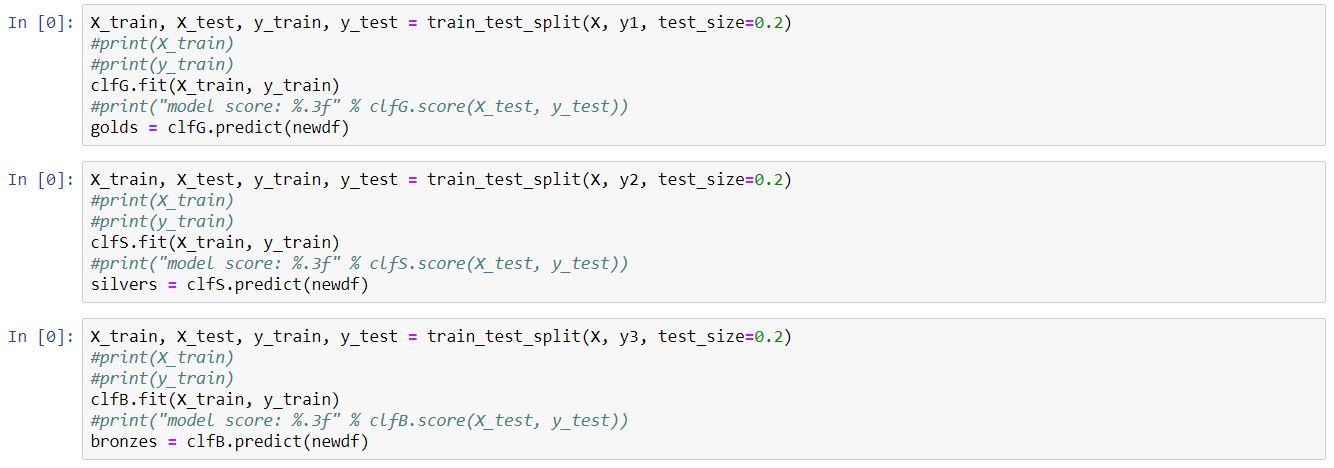 In [0]: X_train, X_test, y_train, y_test = train_test_split(X, y1, test_size=0.2)
#print(X_train)
#print(y_train)
clfG.fit(X_train, y_train)
#print("model score: %.3f" % clfG.score(X_test, y_test))
golds = clfG.predict(newdf)
In [0]: X_train, X_test, y_train, y_test = train_test_split(X, y2, test_size=0.2)
#print(X_train)
#print(y_train)
clfS.fit(X_train, y_train)
#print("model score: %.3f" % clfS.score(X_test, y_test))
silvers = clfS.predict(newdf)
In [0]: X_train, X_test, y_train, y_test = train_test_split(X, y3, test_size=0.2)
#print(X_train)
#print(y_train)
clfB.fit(X_train, y_train)
#print("model score: %.3f" % clfB.score(X_test, y_test))
bronzes = clfB.predict(newdf)